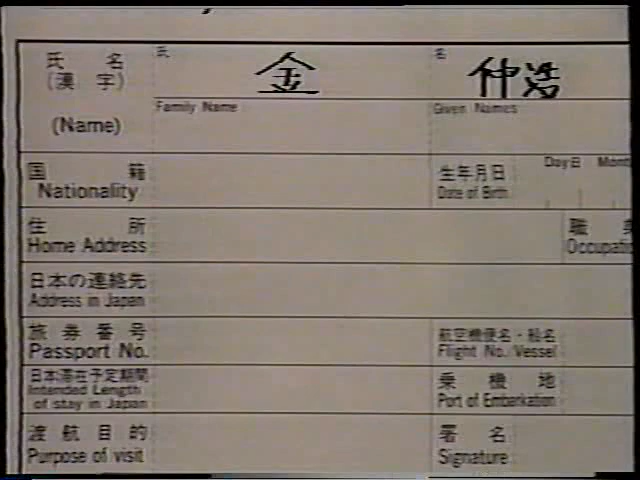 氏名 氏 金 名 仲浩
(漢字)
(Name) Family Name Given Names
国籍 生年月日 Day日
Nationality Date of Birth
住所
Home Address
日本の連絡先
Address in Japan
旅券番号 航空機便名・船名
Passport No. Flight No./Vessel
日本滞在予定期間 乗機地
Intended Length Port of Embarkation
of stay in Japan
渡航目的 署名
Purpose of visit Signature